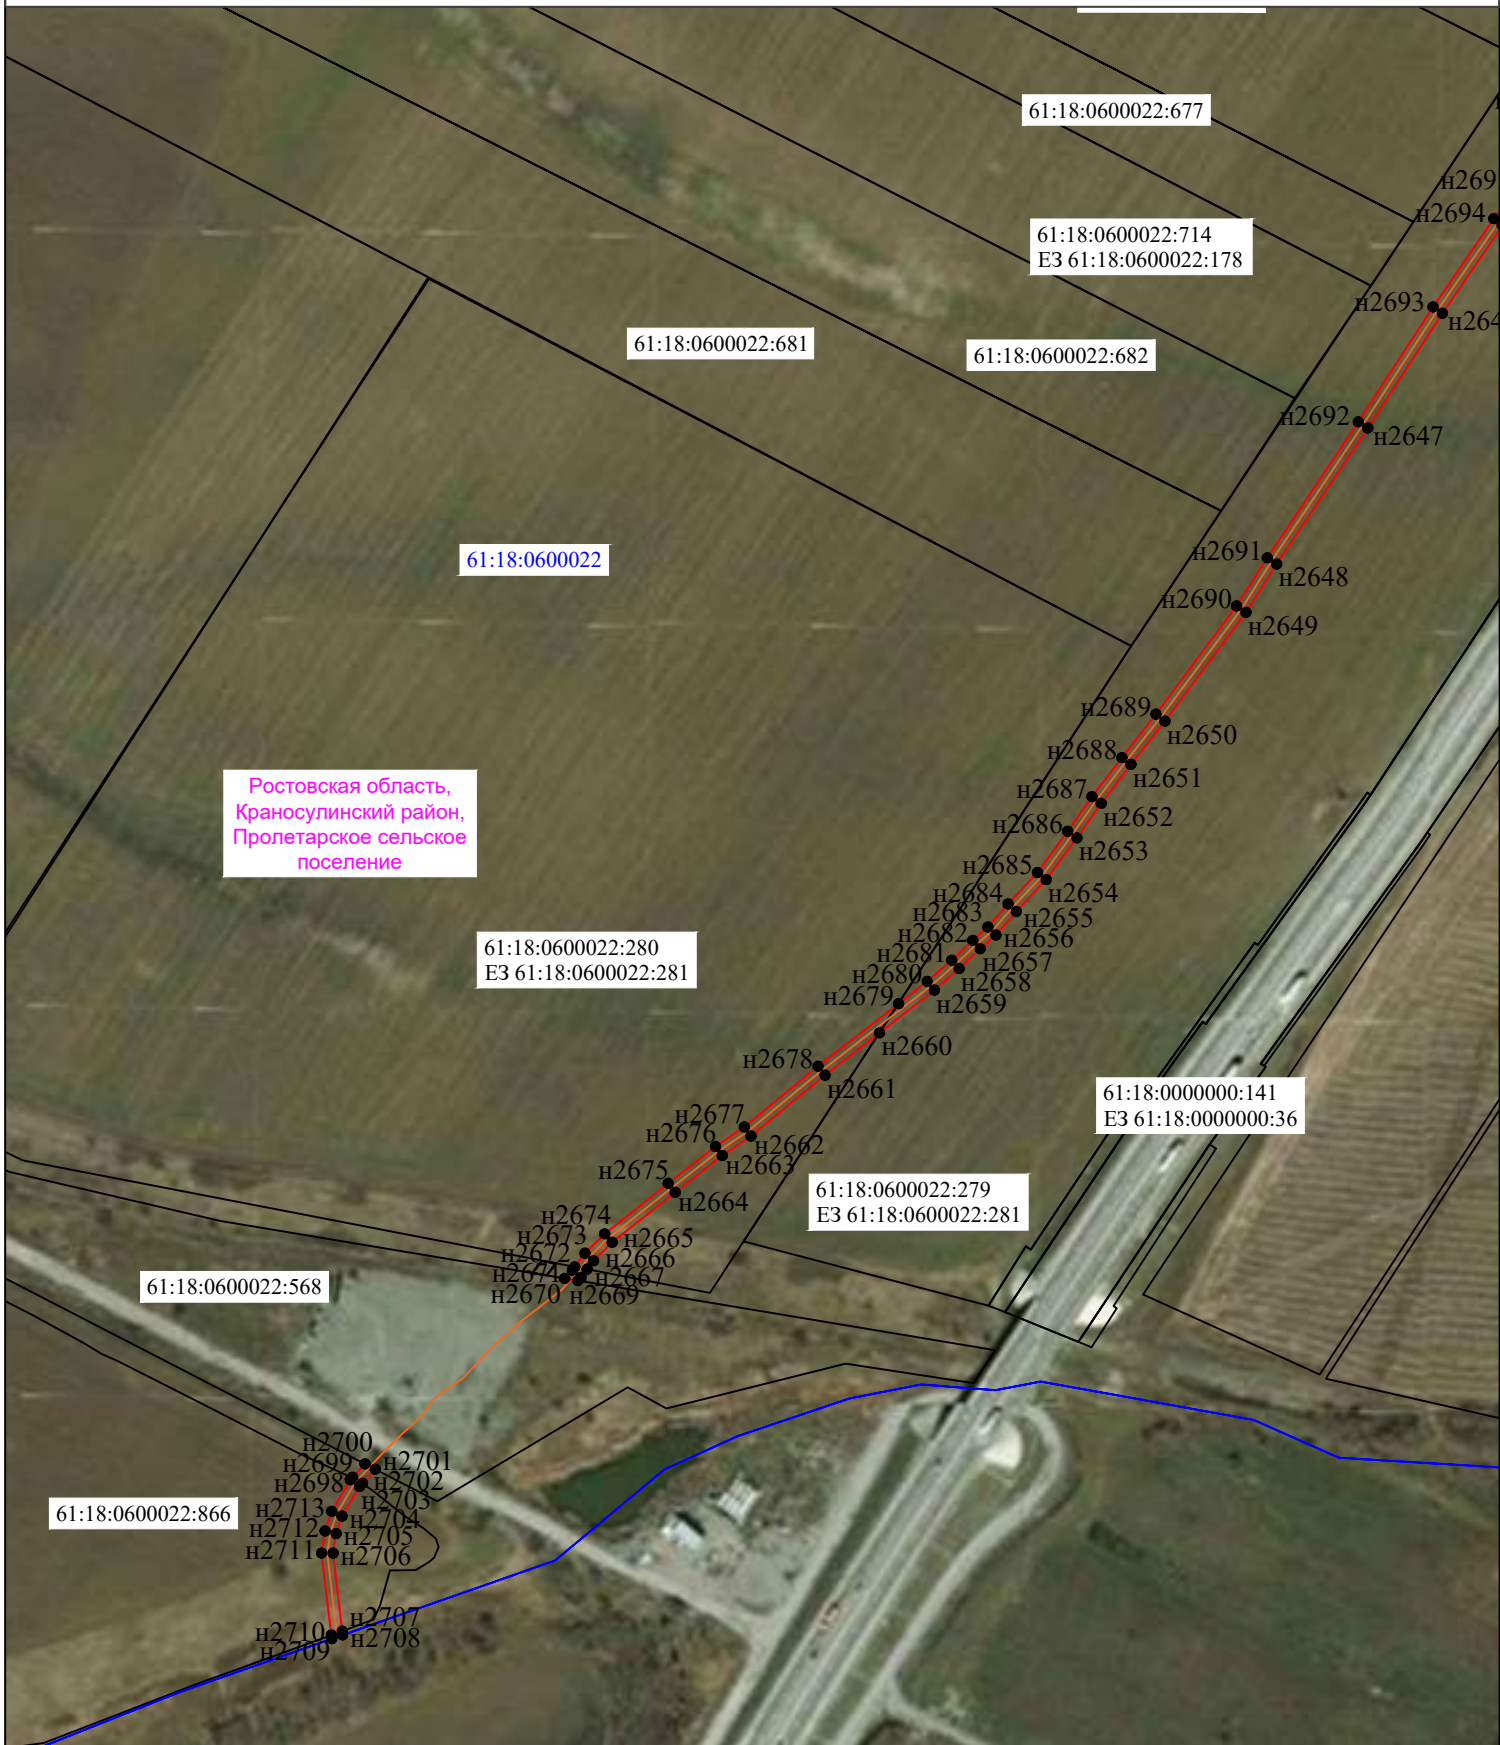 61:18:0600022:677
н269
н2694
61:18:0600022:714
ЕЗ 61:18:0600022:178
н2693
н264
61:18:0600022:681
61:18:0600022:682
н2692
н2647
61:18:0600022
н2691
н2648
н2690
н2649
н2689
н2650
н2688
н2651
Ростовская область,
Краносулинский район,
Пролетарское сельское
поселение
н2687
н2652
н2686
н2653
н2685
н2654
н2684
н2655
н2683
н2656
н2682
н2657
н2681
н2658
61:18:0600022:280
ЕЗ 61:18:0600022:281
н2680
н2659
н2679
н2660
н2678
н2661
61:18:0000000:141
ЕЗ 61:18:0000000:36
н2677
н2662
н2676
н2663
н2675
н2664
61:18:0600022:279
ЕЗ 61:18:0600022:281
н2674
н2665
н2673
н2666
н2672
н2667
н2671
н2669
н2670
61:18:0600022:568
н2700
н2701
н2699
н2702
н2698
н2703
61:18:0600022:866
н2713
н2704
н2712
н2705
н2711
н2706
н2707
н2710
н2708
н2709